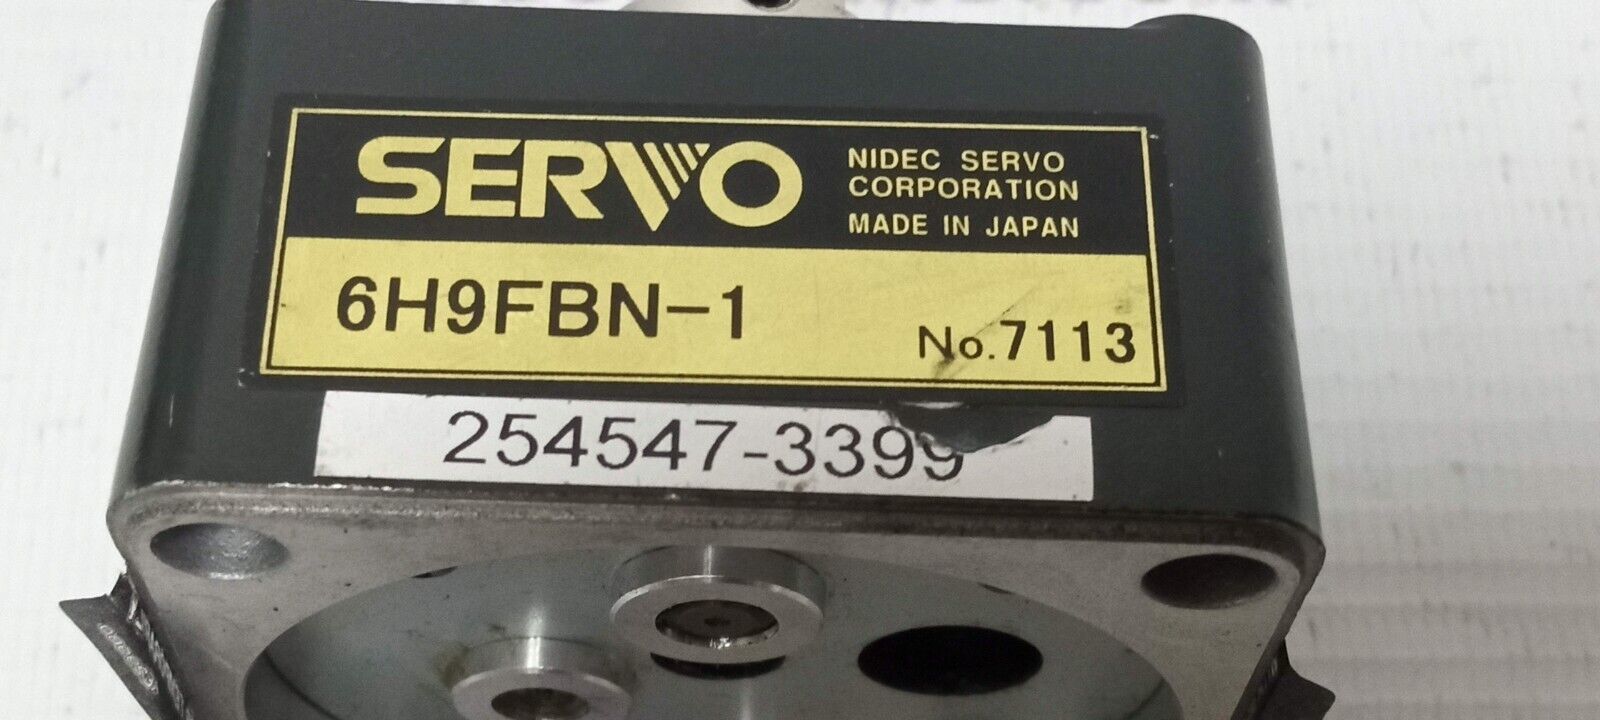 SERVO
NIDEC SERVO
CORPORATION
MADE IN JAPAN
6H9FBN-1
No.7113
254547-3399